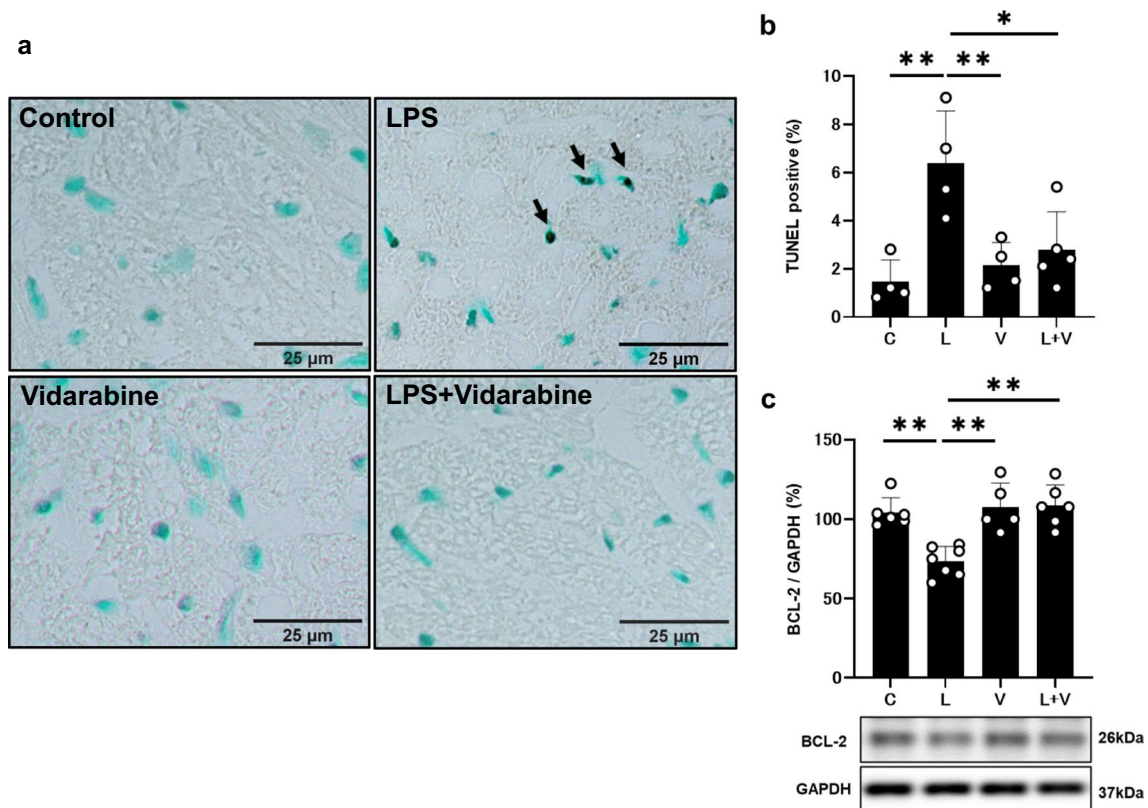 a
Control
25 µm
LPS
25 µm
Vidarabine
25 µm
LPS+Vidarabine
25 µm
b
*
** **
TUNEL positive (%)
10
8
6
4
2
0
C L V L+V
c
**
** **
BCL-2 / GAPDH (%)
150
100
50
0
C L V L+V
BCL-2 26kDa
GAPDH 37kDa